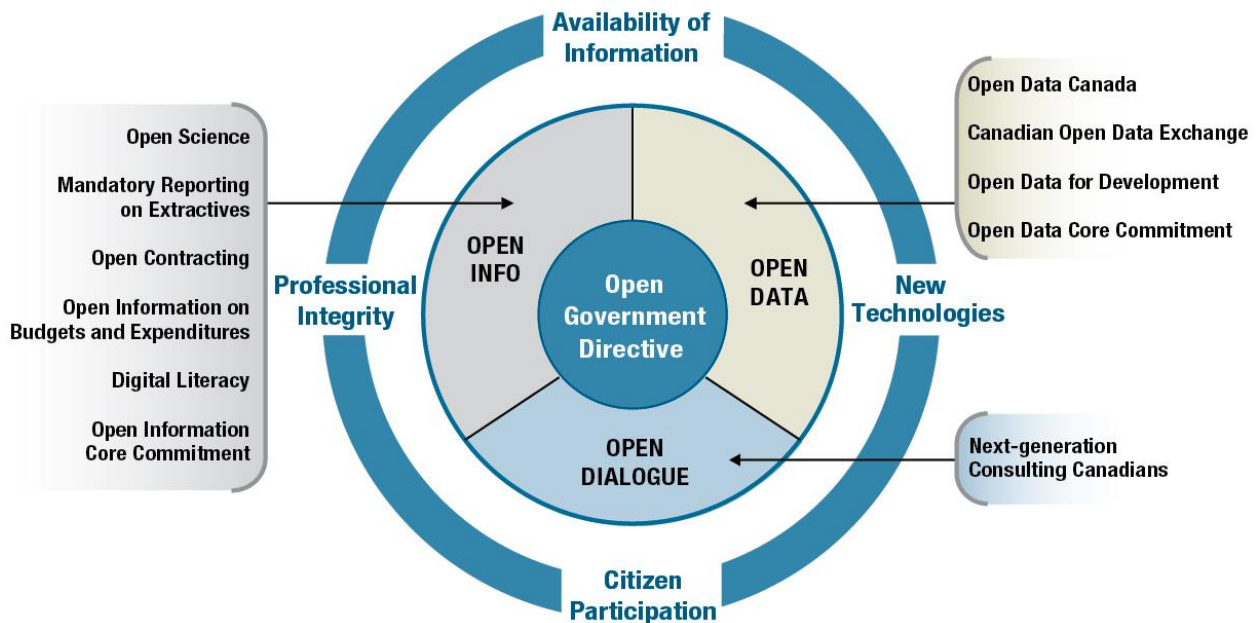 Availability of
Information
Open Science
Mandatory Reporting
on Extractives
Open Contracting
Open Information on
Budgets and Expenditures
Digital Literacy
Open Information
Core Commitment
Professional
Integrity
OPEN
INFO
Open
Government
Directive
OPEN
DATA
OPEN
DIALOGUE
New
Technologies
Open Data Canada
Canadian Open Data Exchange
Open Data for Development
Open Data Core Commitment
Next-generation
Consulting Canadians
Citizen
Participation